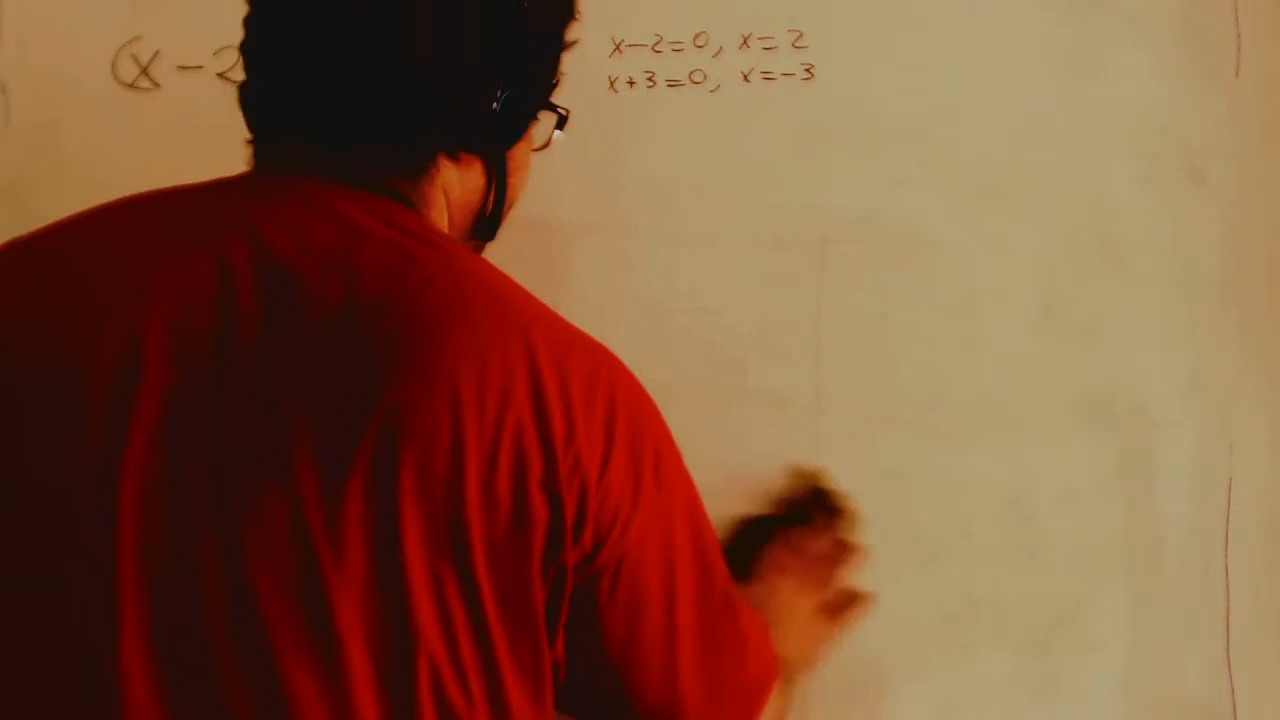 (x-2
x-2=0, x=2
x+3=0, x=-3